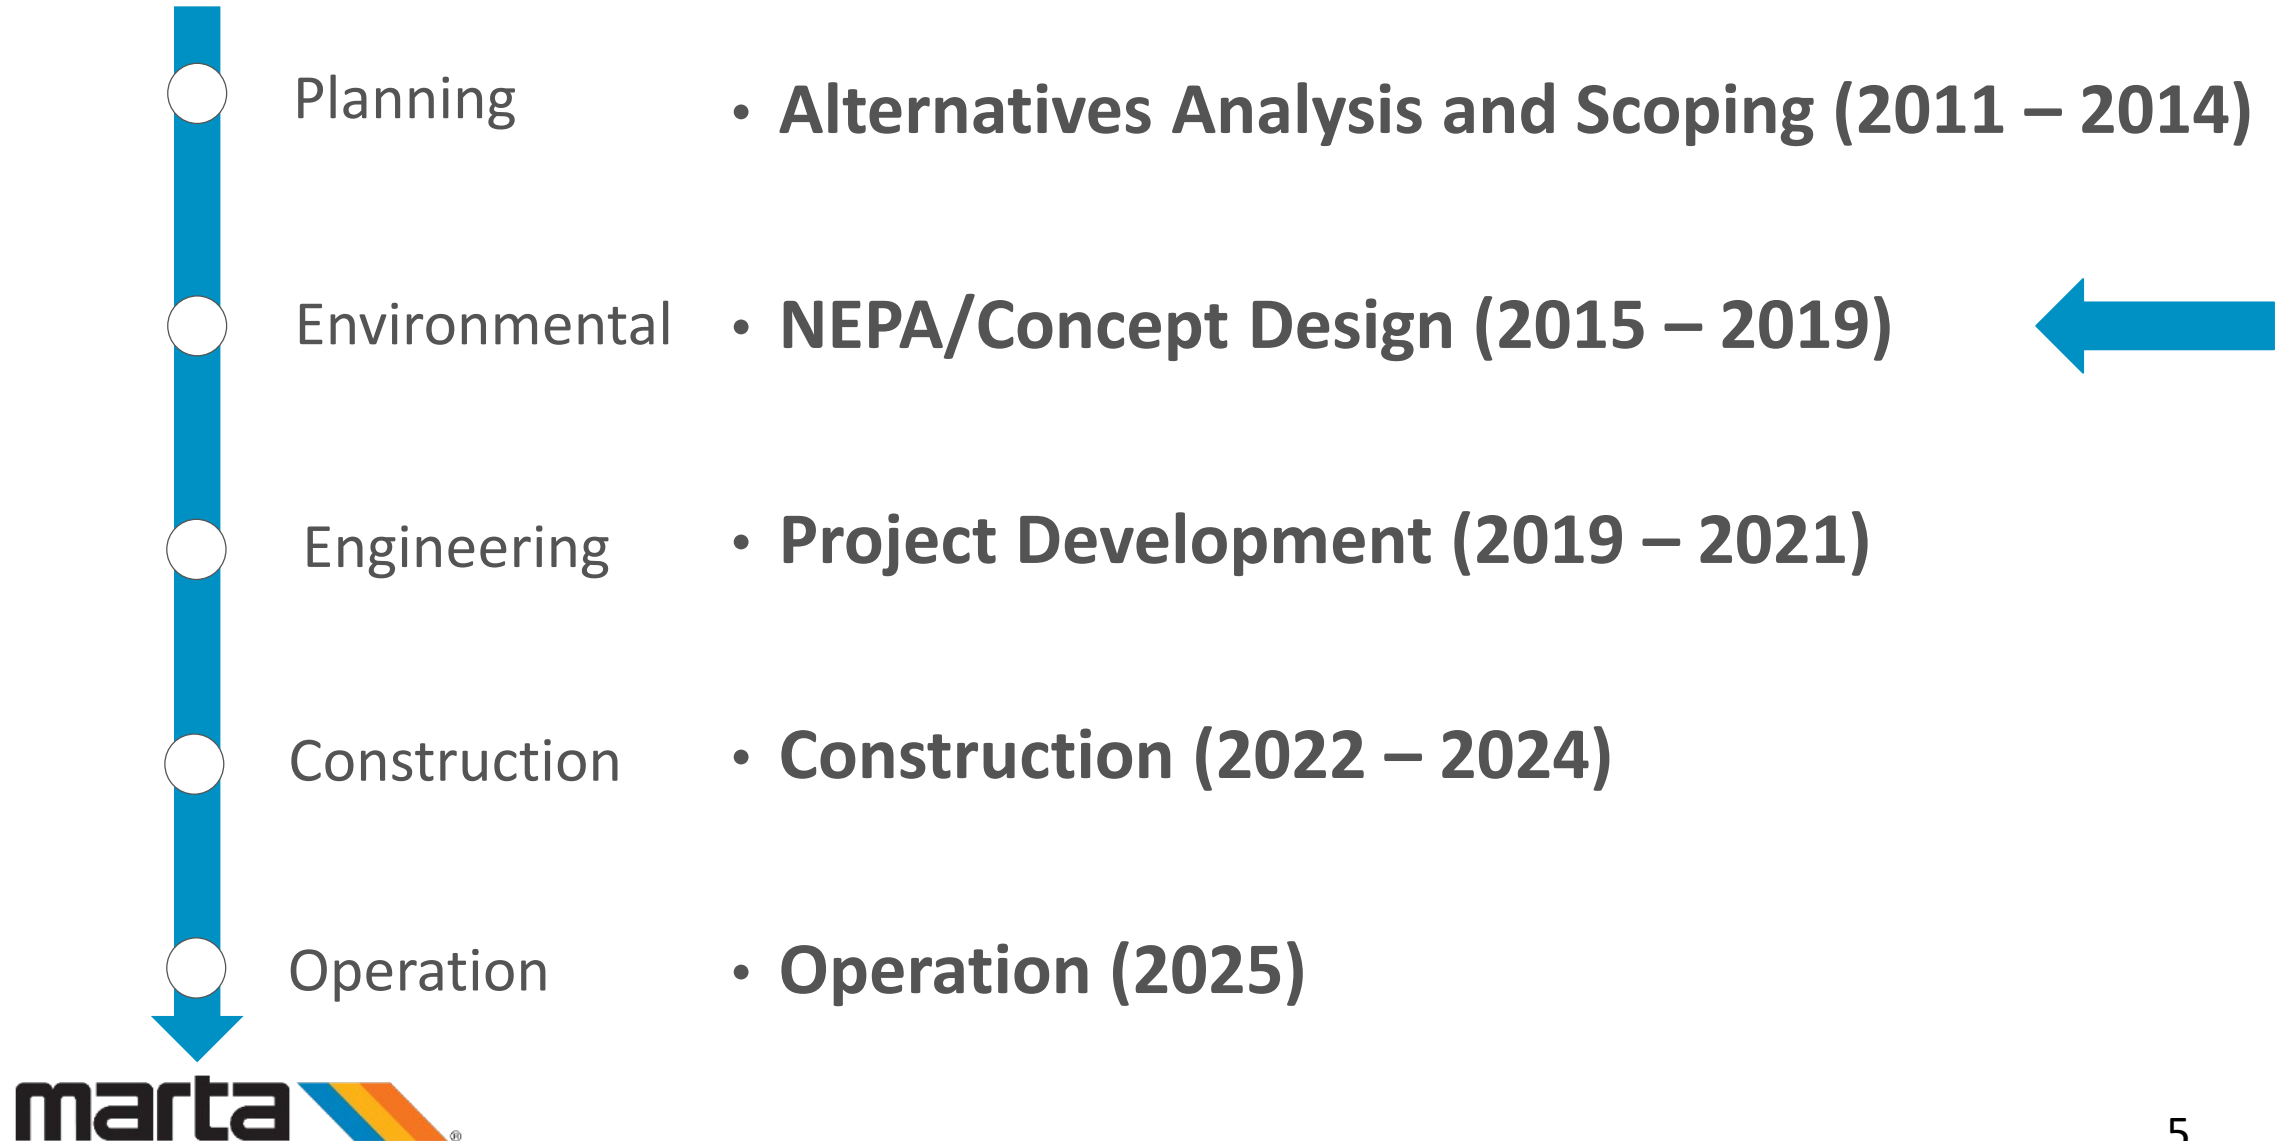 Planning • Alternatives Analysis and Scoping (2011 – 2014)
Environmental • NEPA/Concept Design (2015 – 2019)
Engineering • Project Development (2019 – 2021)
Construction • Construction (2022 – 2024)
Operation • Operation (2025)
marta ®
5